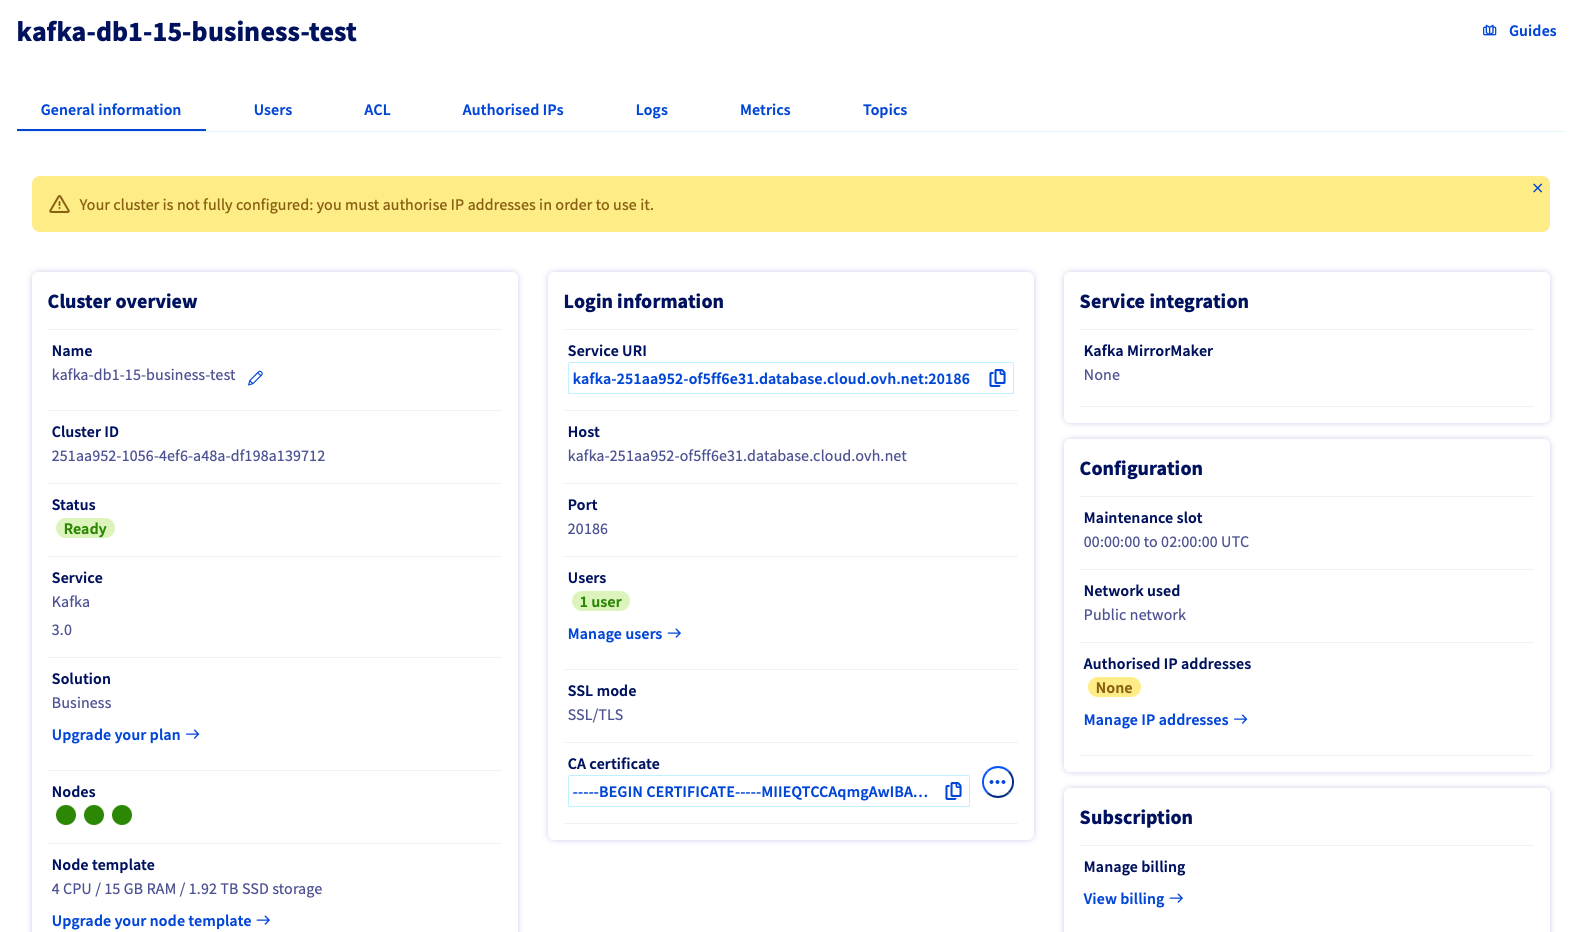 kafka-db1-15-business-test
Guides
General information
Users
ACL
Authorised IPs
Logs
Metrics
Topics
Your cluster is not fully configured: you must authorise IP addresses in order to use it.
Cluster overview
Name
kafka-db1-15-business-test
Cluster ID
251aa952-1056-4ef6-a48a-df198a139712
Status
Ready
Service
Kafka
3.0
Solution
Business
Upgrade your plan →
Nodes
Node template
4 CPU / 15 GB RAM / 1.92 TB SSD storage
Upgrade your node template →
Login information
Service URI
kafka-251aa952-of5ff6e31.database.cloud.ovh.net:20186
Host
kafka-251aa952-of5ff6e31.database.cloud.ovh.net
Port
20186
Users
1 user
Manage users →
SSL mode
SSL/TLS
CA certificate
-----BEGIN CERTIFICATE-----MIIEQTCCAqmgAwIBA...
Service integration
Kafka MirrorMaker
None
Configuration
Maintenance slot
00:00:00 to 02:00:00 UTC
Network used
Public network
Authorised IP addresses
None
Manage IP addresses →
Subscription
Manage billing
View billing →